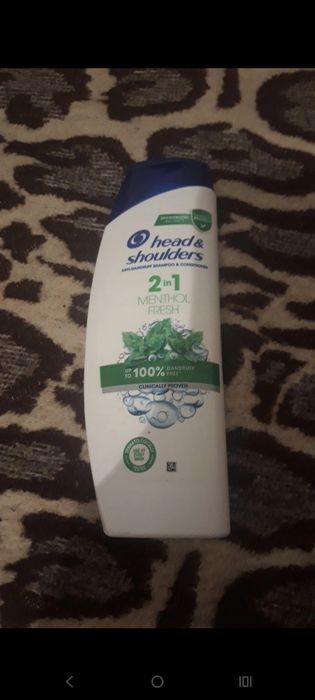 head &
shoulders
ANTI-DANDRUFF SHAMPOO & CONDITIONER
2in1
MENTHOL
FRESH
UP TO 100% DANDRUFF FREE*
CLINICALLY PROVEN